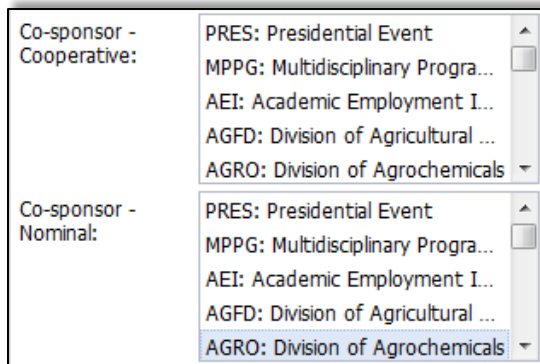 Co-sponsor -
Cooperative:
PRES: Presidential Event
MPPG: Multidisciplinary Progra...
AEI: Academic Employment I...
AGFD: Division of Agricultural ...
AGRO: Division of Agrochemicals
Co-sponsor -
Nominal:
PRES: Presidential Event
MPPG: Multidisciplinary Progra...
AEI: Academic Employment I...
AGFD: Division of Agricultural ...
AGRO: Division of Agrochemicals